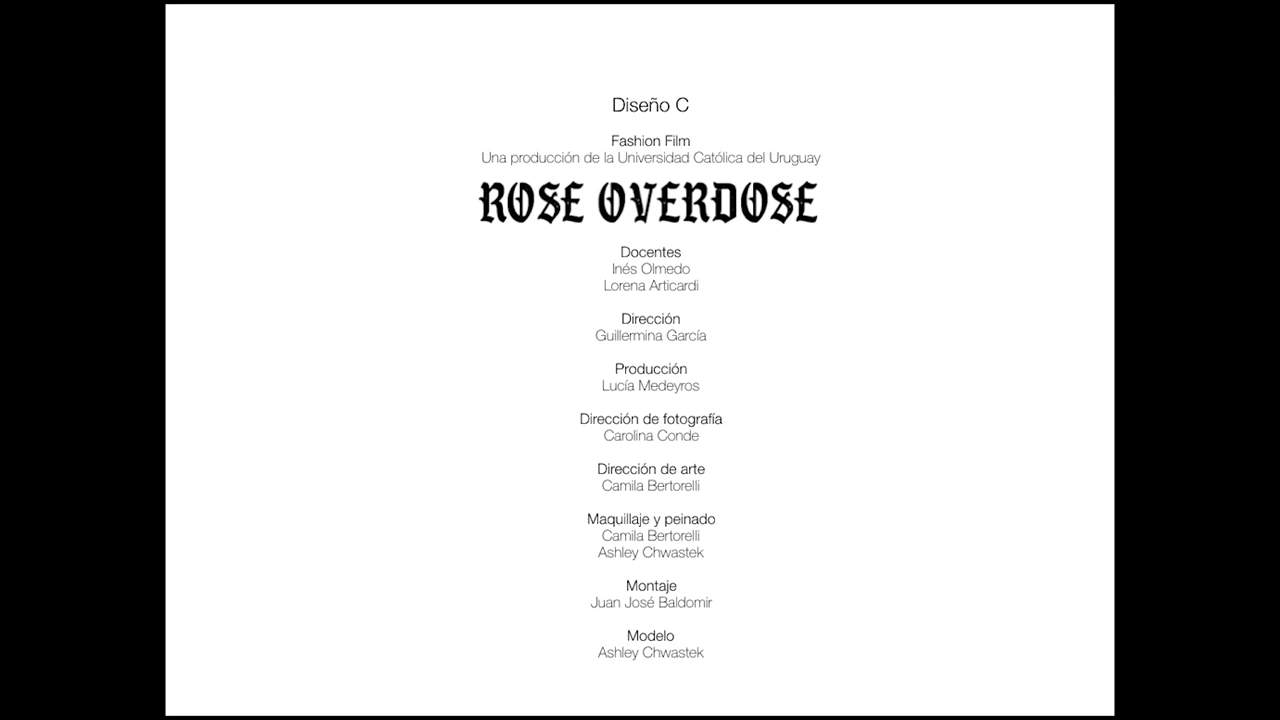 Diseño C
Fashion Film
Una producción de la Universidad Católica del Uruguay
ROSE OVERDOSE
Docentes
Inés Olmedo
Lorena Articardi
Dirección
Guillermina García
Producción
Lucía Medeyros
Dirección de fotografía
Carolina Conde
Dirección de arte
Camila Bertorelli
Maquillaje y peinado
Camila Bertorelli
Ashley Chwastek
Montaje
Juan José Baldomir
Modelo
Ashley Chwastek